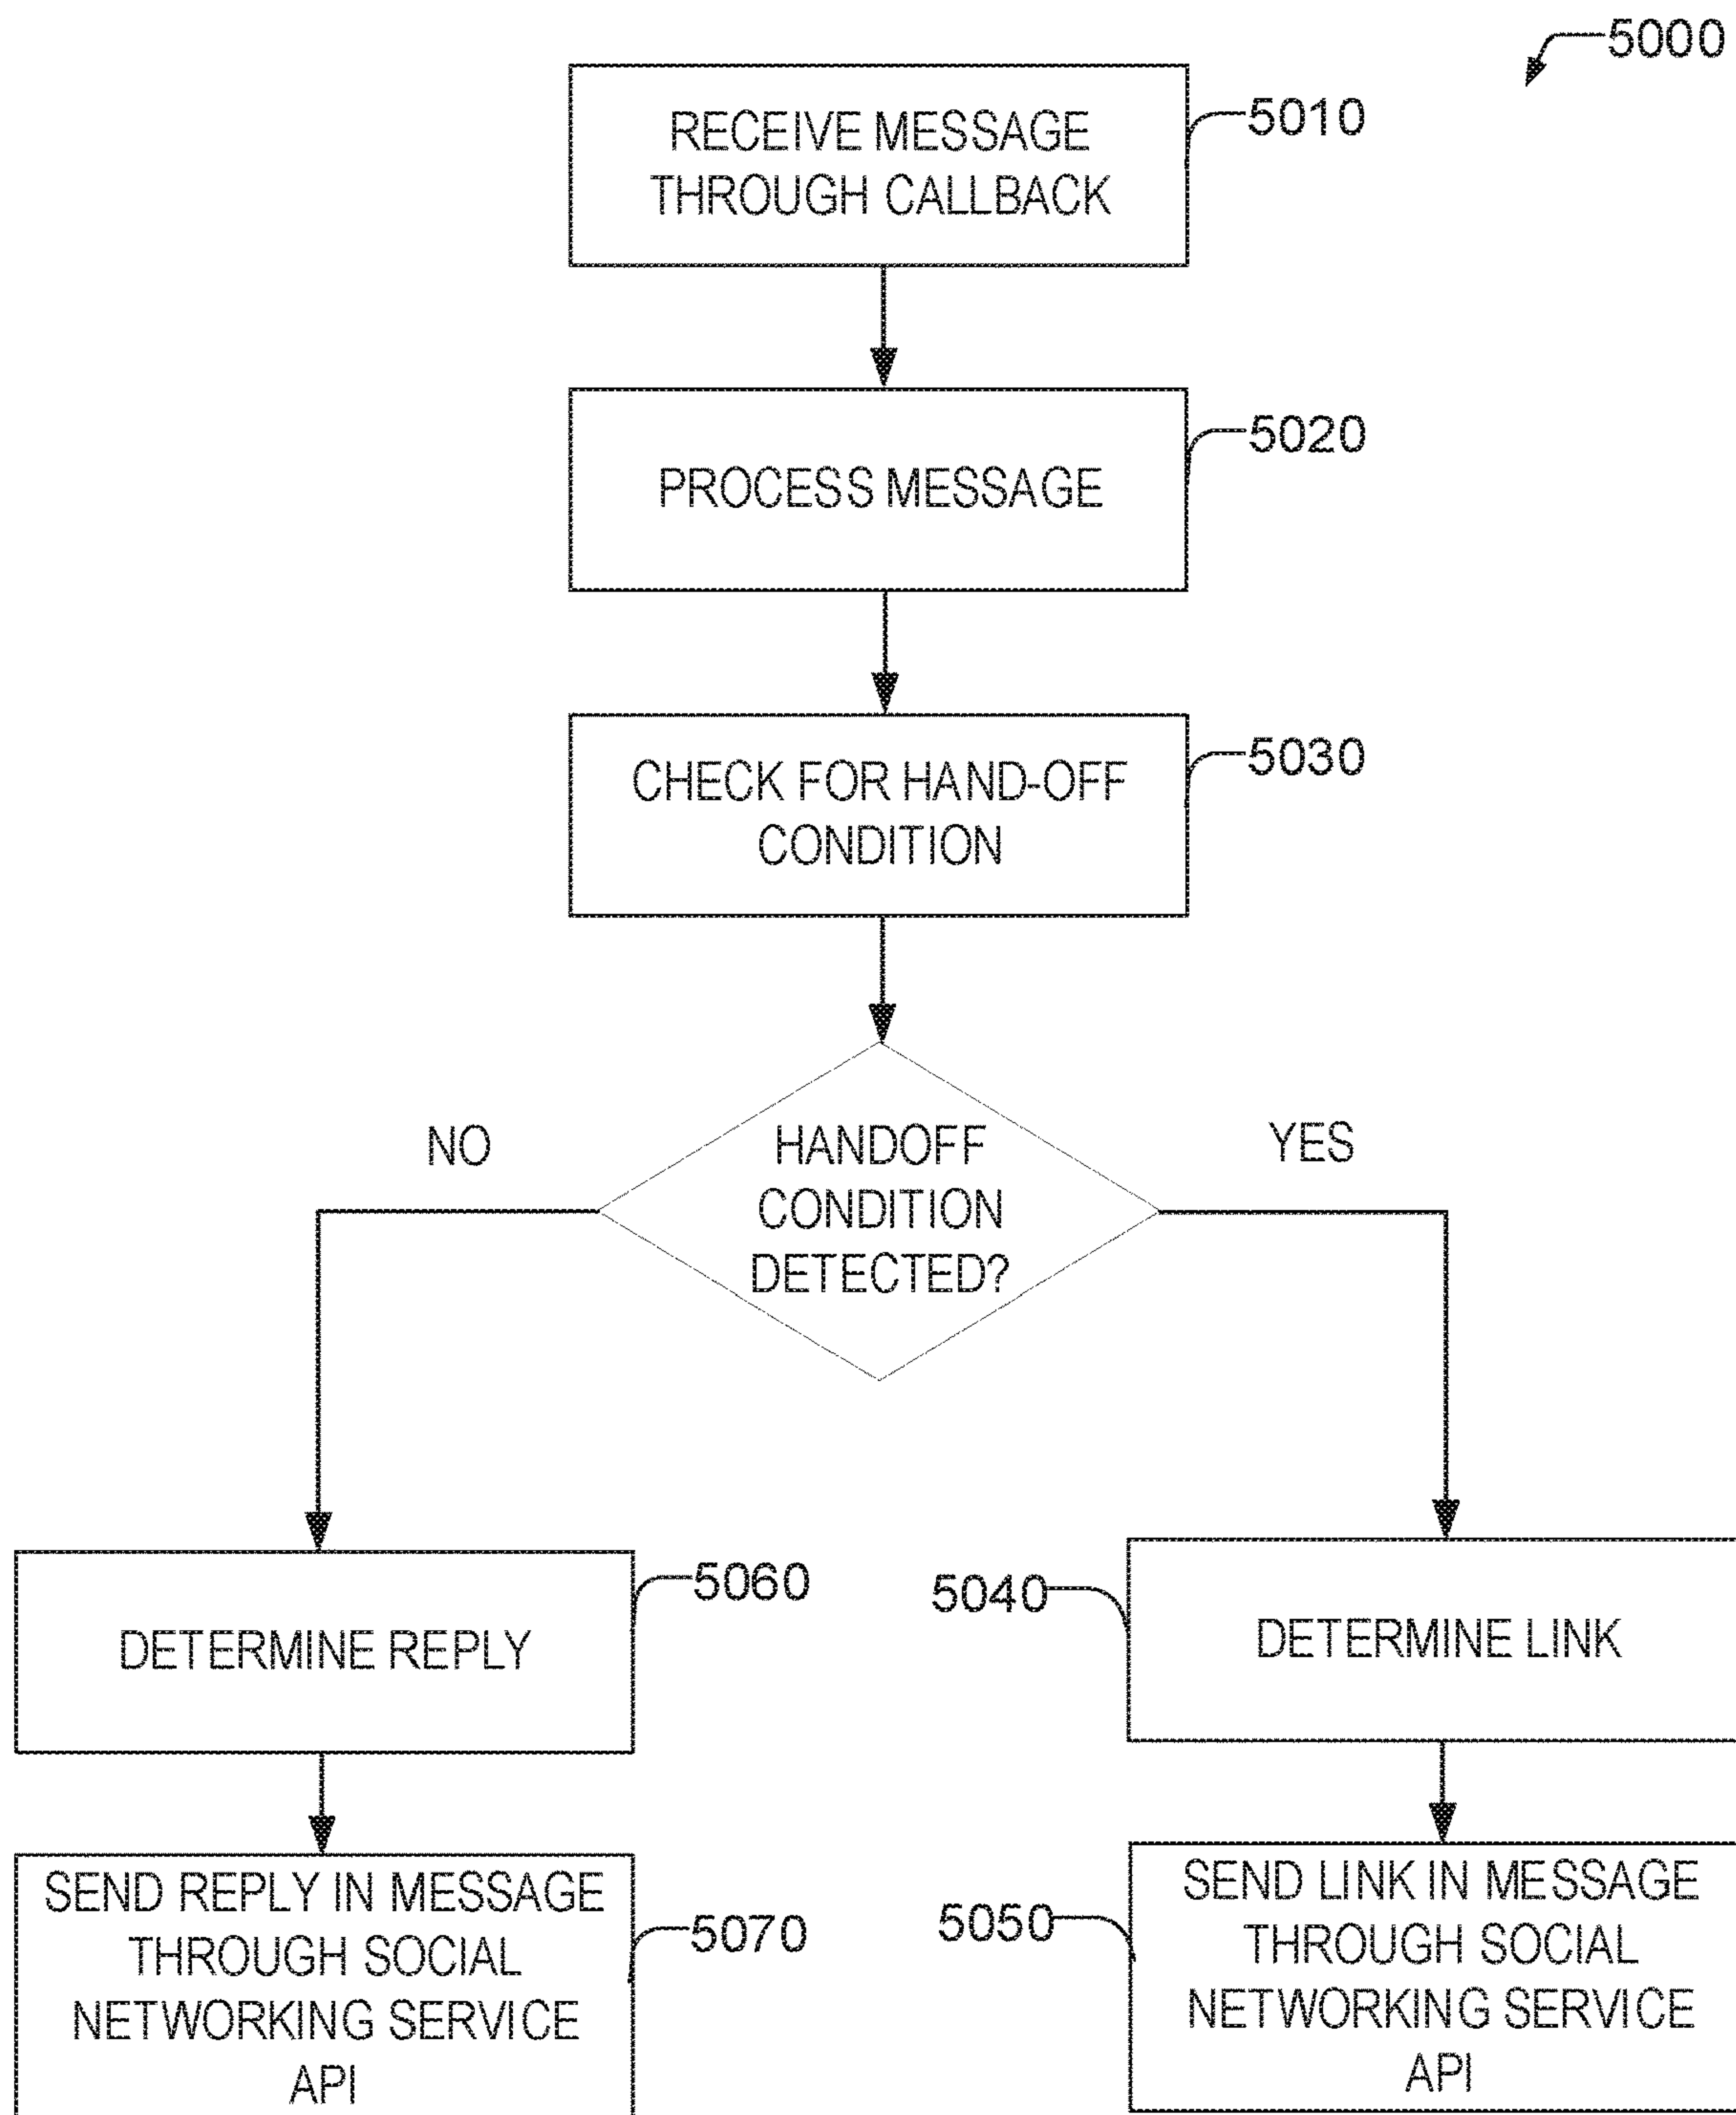 5000
RECEIVE MESSAGE
THROUGH CALLBACK
5010
PROCESS MESSAGE
5020
CHECK FOR HAND-OFF
CONDITION
5030
NO
HANDOFF
CONDITION
DETECTED?
YES
DETERMINE REPLY
5060
5040
DETERMINE LINK
SEND REPLY IN MESSAGE
THROUGH SOCIAL
NETWORKING SERVICE
API
5070
5050
SEND LINK IN MESSAGE
THROUGH SOCIAL
NETWORKING SERVICE
API